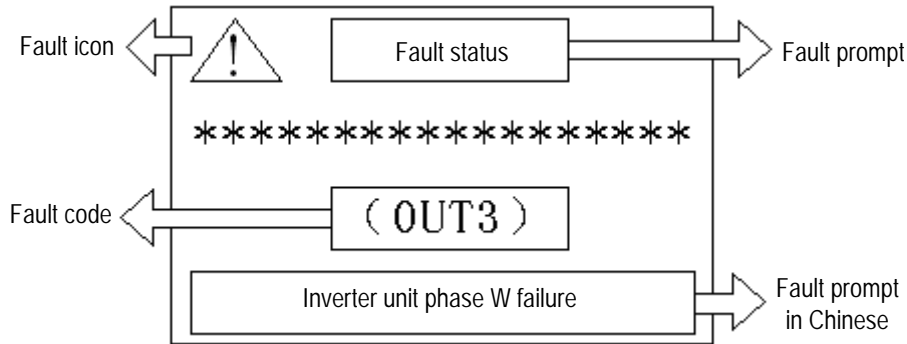 Fault icon
Fault status
Fault prompt
******************
Fault code
(OUT3)
Inverter unit phase W failure
Fault prompt
in Chinese